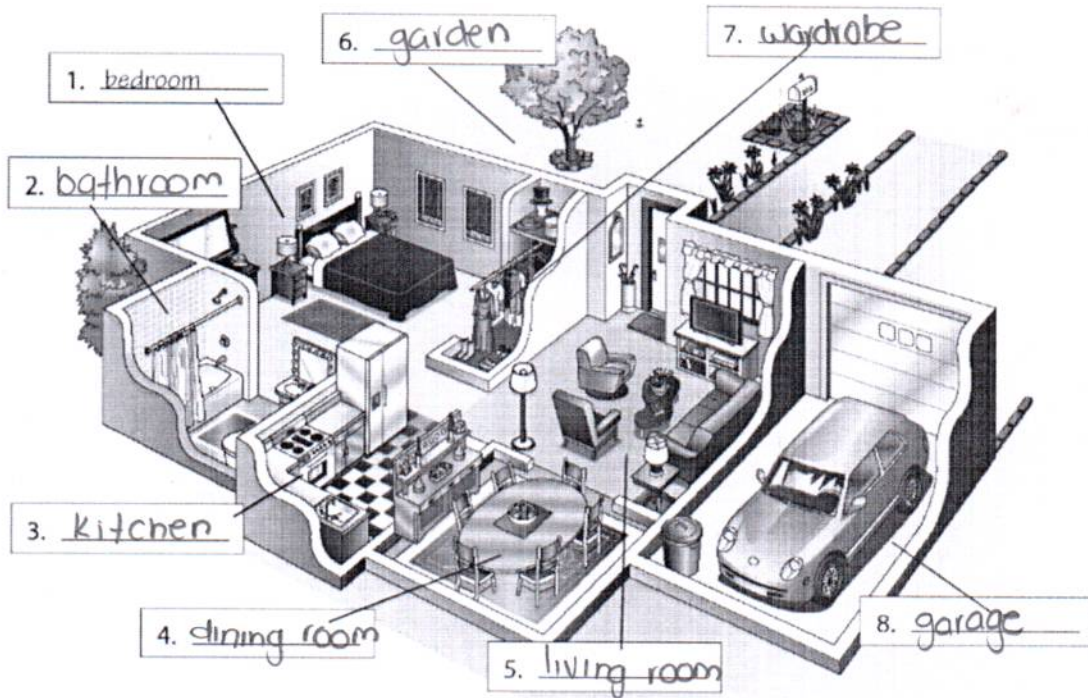 1. bedroom
2. bathroom
3. kitchen
4. dining room
5. living room
6. garden
7. wardrobe
8. garage